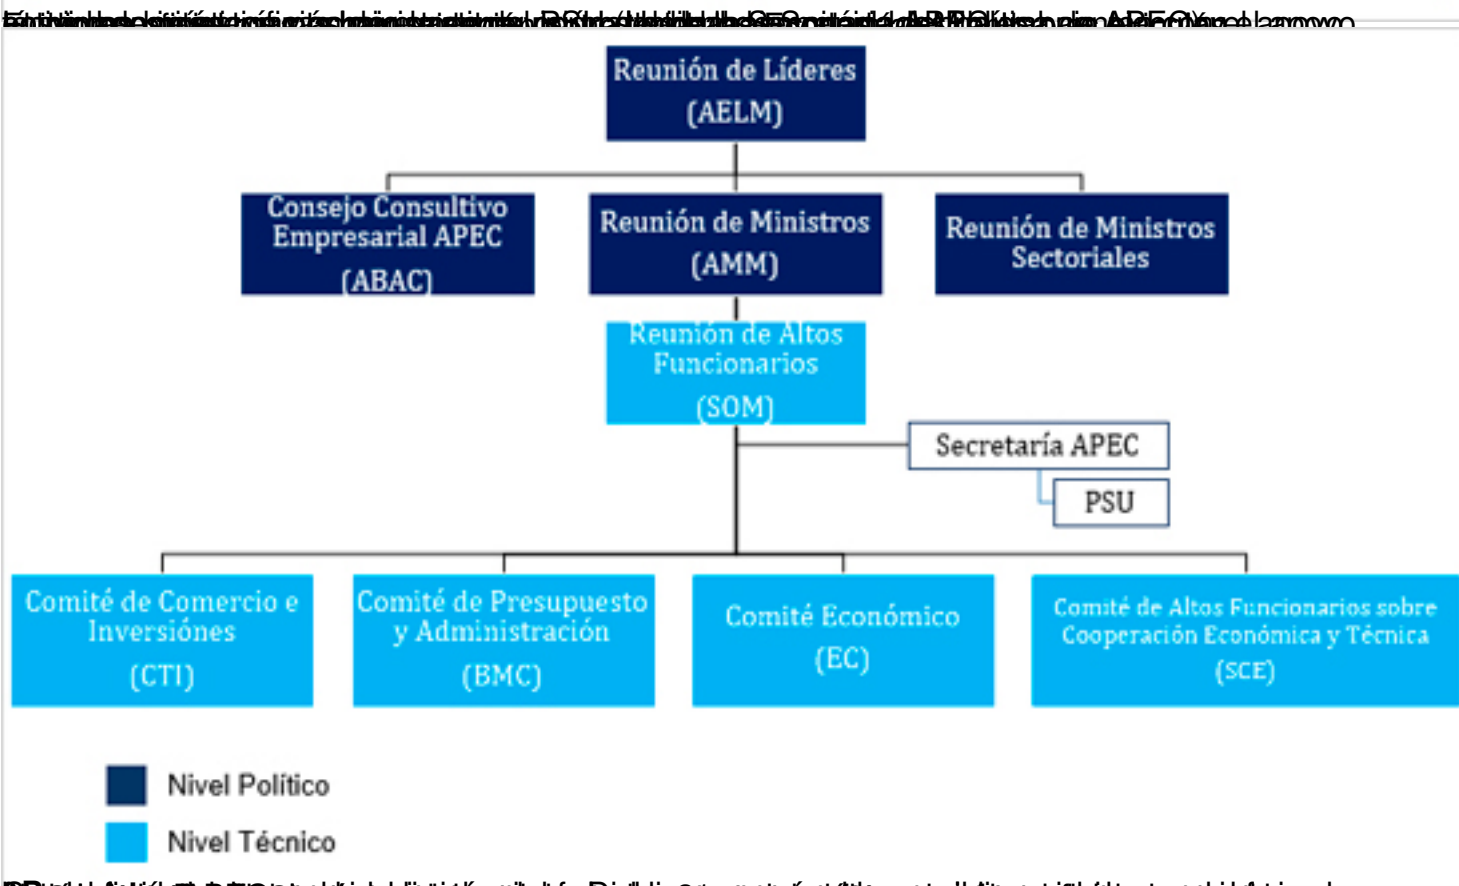 Reunión de Líderes
(AELM)
Consejo Consultivo
Empresarial APEC
(ABAC)
Reunión de Ministros
(AMM)
Reunión de Ministros
Sectoriales
Reunión de Altos
Funcionarios
(SOM)
Secretaría APEC
PSU
Comité de Comercio e
Inversiónes
(CTI)
Comité de Presupuesto
y Administración
(BMC)
Comité Económico
(EC)
Comité de Altos Funcionarios sobre
Cooperación Económica y Técnica
(SCE)
Nivel Político
Nivel Técnico